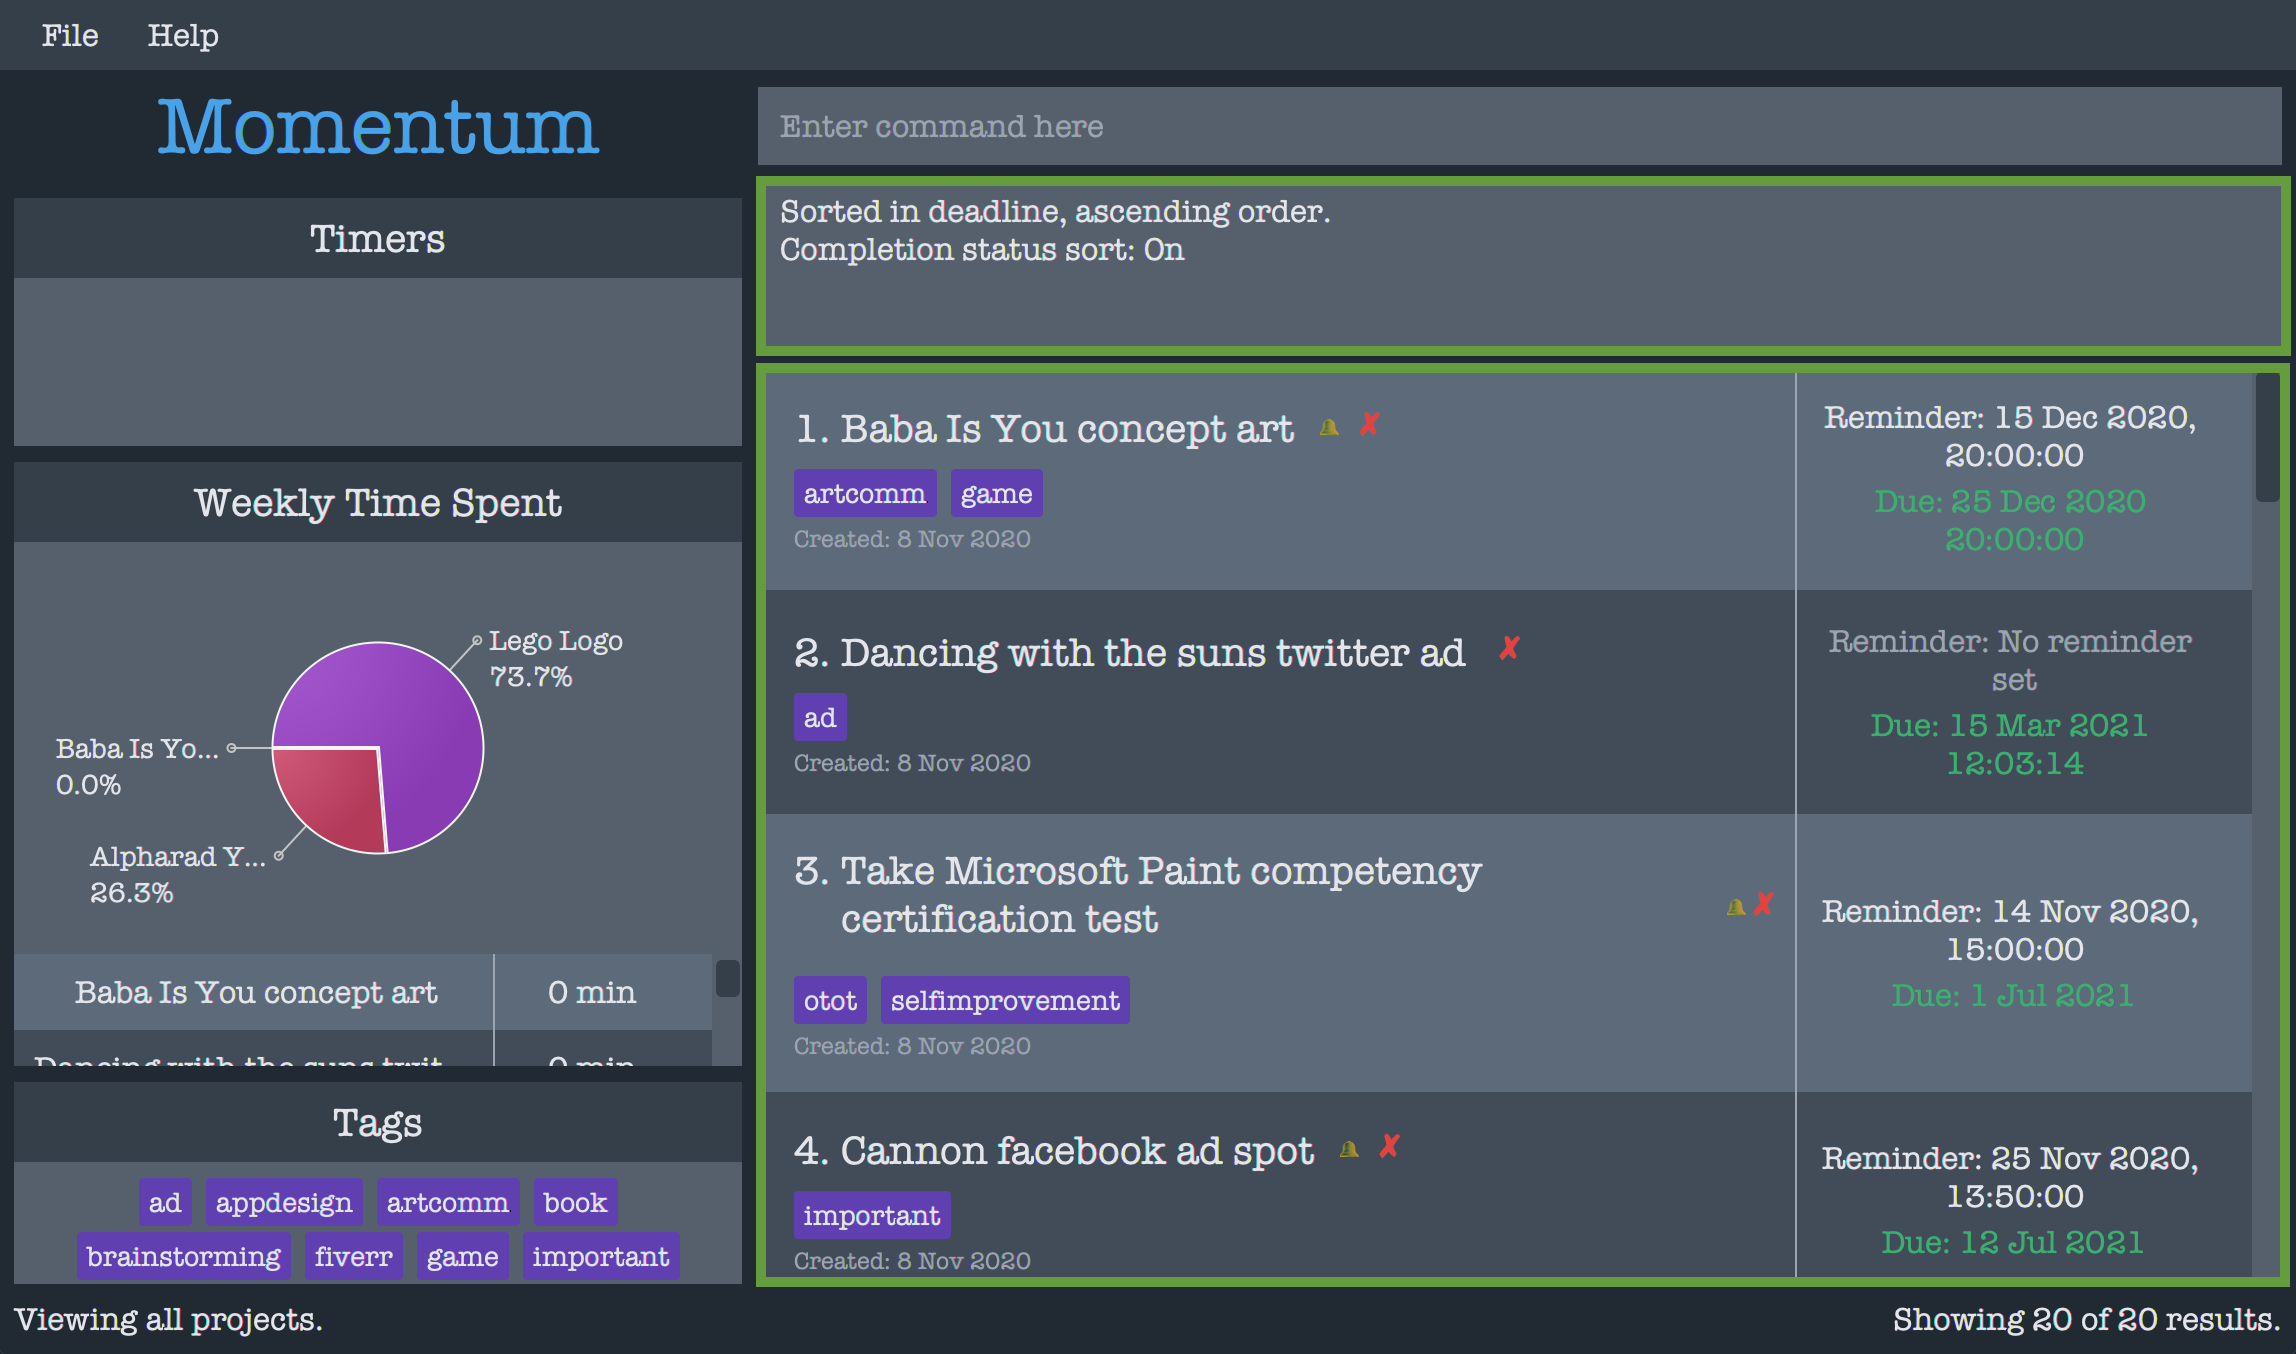 File Help
Momentum
Timers
Weekly Time Spent
Lego Logo
73.7%
Baba Is Yo...
0.0%
Alpharad Y...
26.3%
Baba Is You concept art 0 min
Dancing with the suns twit 0 min
Tags
ad appdesign artcomm book
brainstorming fiverr game important
Enter command here
Sorted in deadline, ascending order.
Completion status sort: On
1. Baba Is You concept art
artcomm game
Created: 8 Nov 2020
Reminder: 15 Dec 2020,
20:00:00
Due: 25 Dec 2020
20:00:00
2. Dancing with the suns twitter ad
ad
Created: 8 Nov 2020
Reminder: No reminder
set
Due: 15 Mar 2021
12:03:14
3. Take Microsoft Paint competency
certification test
otot selfimprovement
Created: 8 Nov 2020
Reminder: 14 Nov 2020,
15:00:00
Due: 1 Jul 2021
4. Cannon facebook ad spot
important
Created: 8 Nov 2020
Reminder: 25 Nov 2020,
13:50:00
Due: 12 Jul 2021
Viewing all projects.
Showing 20 of 20 results.